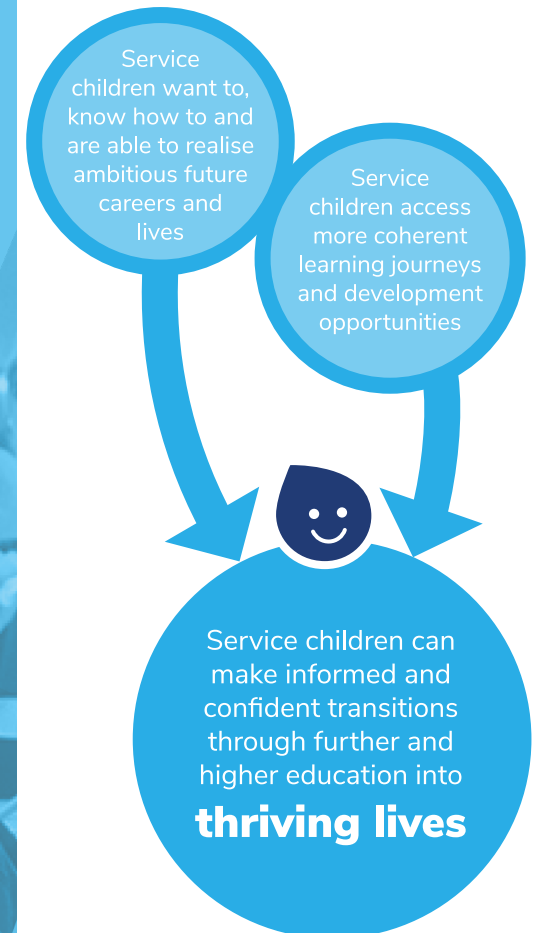 Service
children want to,
know how to and
are able to realise
ambitious future
careers and
lives
Service
children access
more coherent
learning journeys
and development
opportunities
Service children can
make informed and
confident transitions
through further and
higher education into
thriving lives